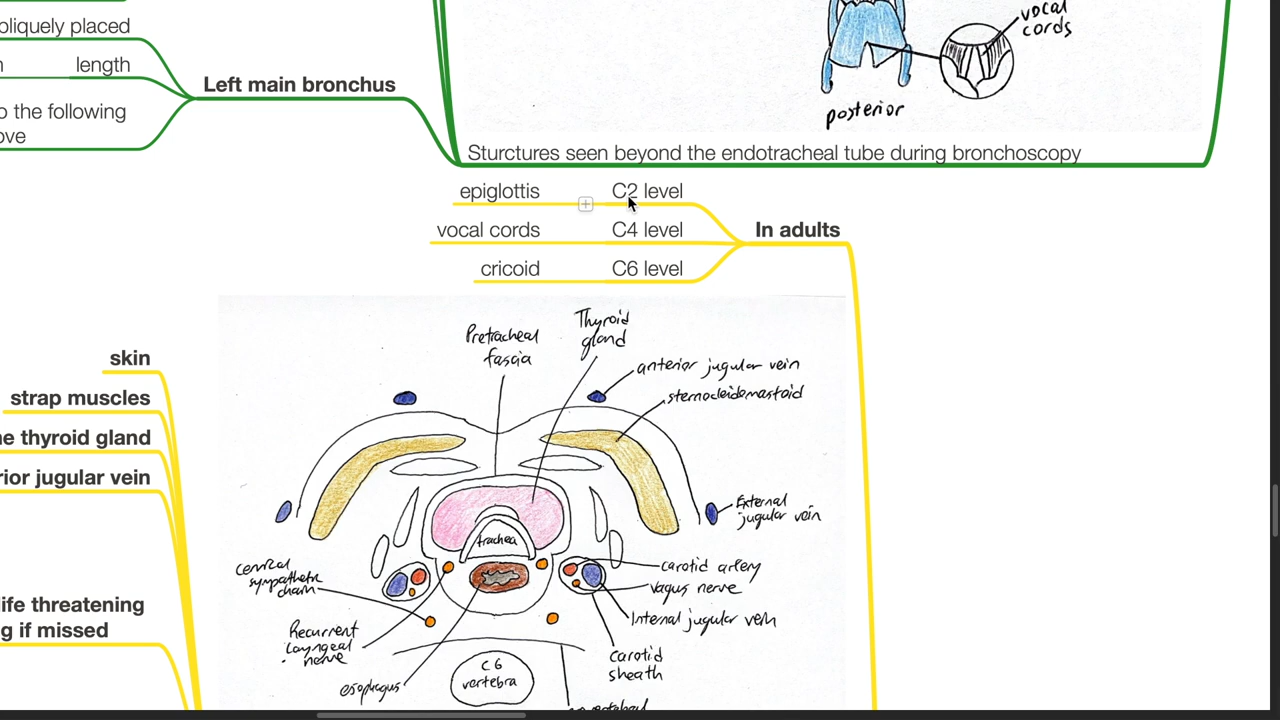 bliquely placed
length
Left main bronchus
o the following
ove
vocal
cords
posterior
Sturctures seen beyond the endotracheal tube during bronchoscopy
epiglottis
C2 level
vocal cords
C4 level
cricoid
C6 level
In adults
skin
strap muscles
e thyroid gland
rior jugular vein
life threatening
g if missed
Pretracheal
fascia
Thyroid
gland
anterior jugular vein
sternocleidomastoid
External
jugular vein
trachea
carotid artery
vagus nerve
Internal jugular vein
carotid
sheath
cervical
sympathetic
chain
Recurrent
laryngeal
nerve
esophagus
C6
vertebra